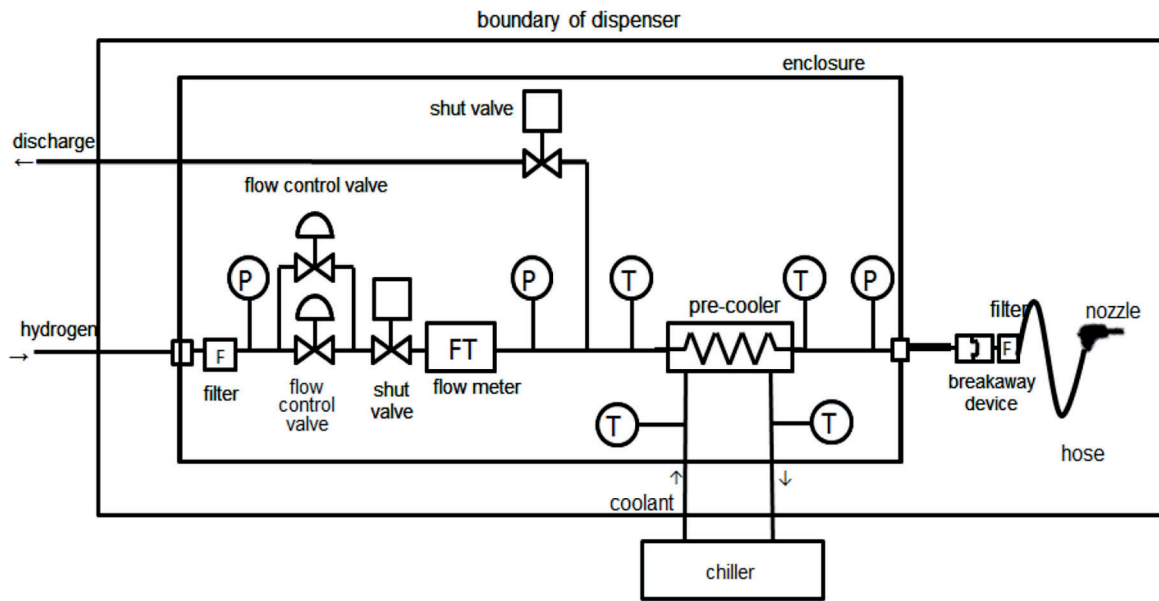 boundary of dispenser
enclosure
shut valve
discharge
←
flow control valve
P
P
T
T
P
pre-cooler
filter
nozzle
hydrogen
→
F
FT
F
filter
flow
control
valve
shut
valve
flow meter
breakaway
device
T
T
hose
↑
↓
coolant
chiller